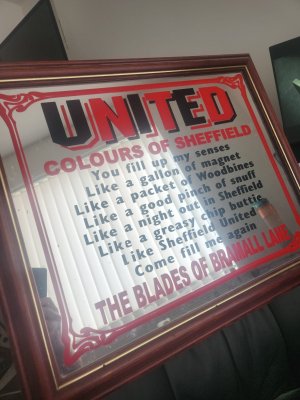 UNITED
COLOURS OF SHEFFIELD
You fill up my senses
Like a gallon of magnet
Like a packet of Woodbines
Like a good pinch of snuff
Like a night out in Sheffield
Like a greasy chip buttie
Like Sheffield United
Come fill me again
THE BLADES OF BRAMALL LANE